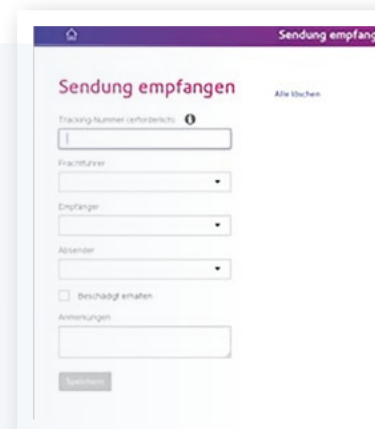 Sendung empfang
Sendung empfangen
Alle löschen
Tracking-Nummer (erforderlich)
Frachtführer
Empfänger
Absender
Beschädigt erhalten
Anmerkungen
Speichern